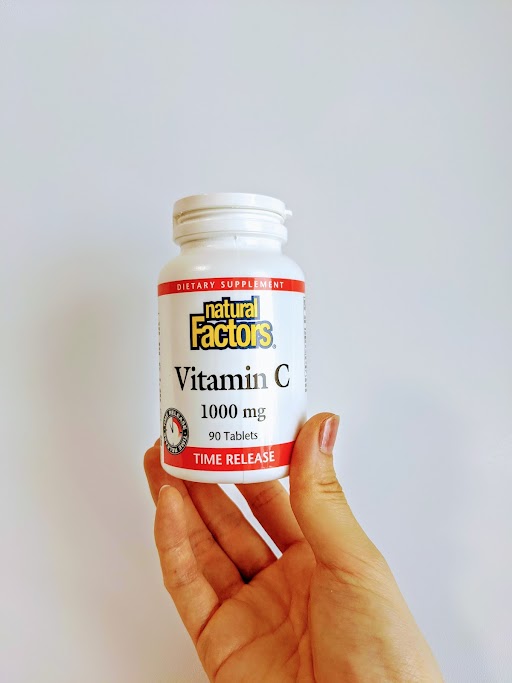 DIETARY SUPPLEMENT
natural
Factors®
Vitamin C
1000 mg
90 Tablets
TIME RELEASE